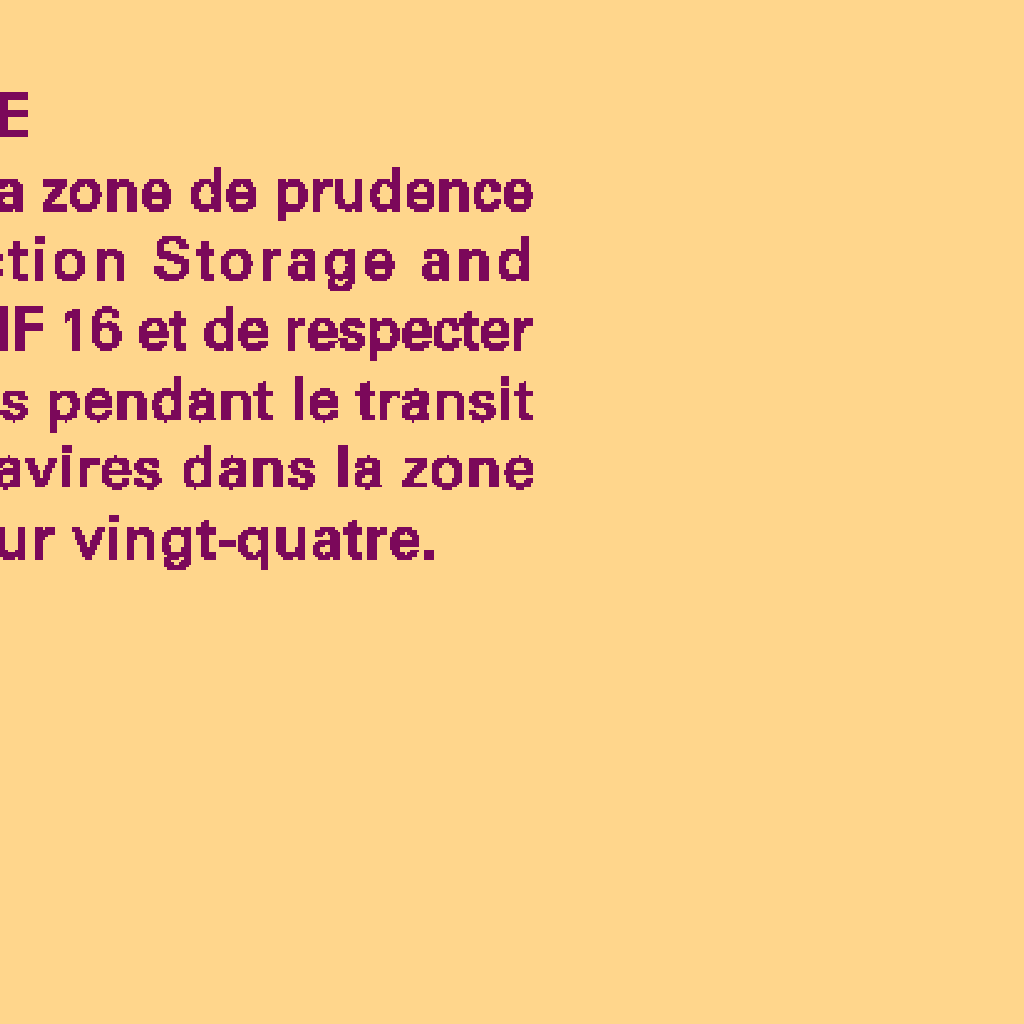 E
a zone de prudence
ction Storage and
HF 16 et de respecter
s pendant le transit
avires dans la zone
ur vingt-quatre.